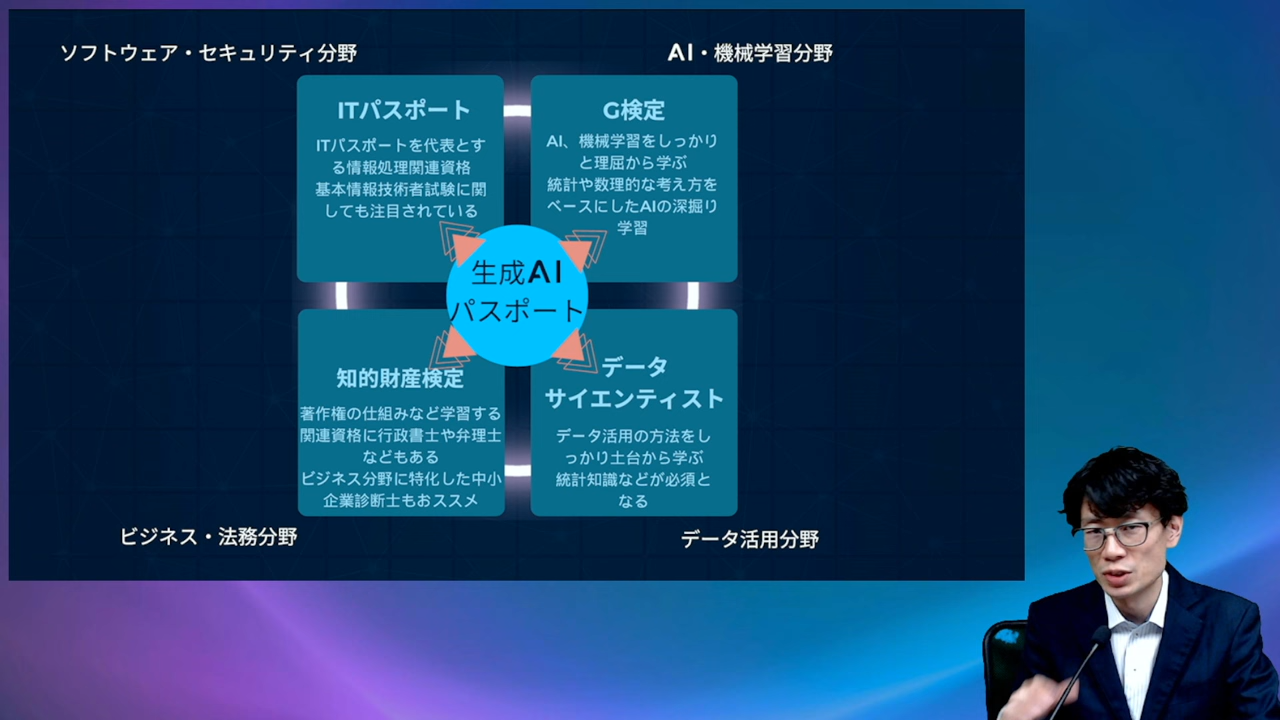 ソフトウェア・セキュリティ分野
AI・機械学習分野
ITパスポート
ITパスポートを代表とす
る情報処理関連資格
基本情報技術者試験に関
しても注目されている
G検定
AI、機械学習をしっかり
と理屈から学ぶ
統計や数理的な考え方を
ベースにしたAIの深掘り
学習
生成AI
パスポート
知的財産検定
著作権の仕組みなど学習する
関連資格に行政書士や弁理士
などもある
ビジネス分野に特化した中小
企業診断士もおススメ
データ
サイエンティスト
データ活用の方法をし
っかり土台から学ぶ
統計知識などが必須と
なる
ビジネス・法務分野
データ活用分野